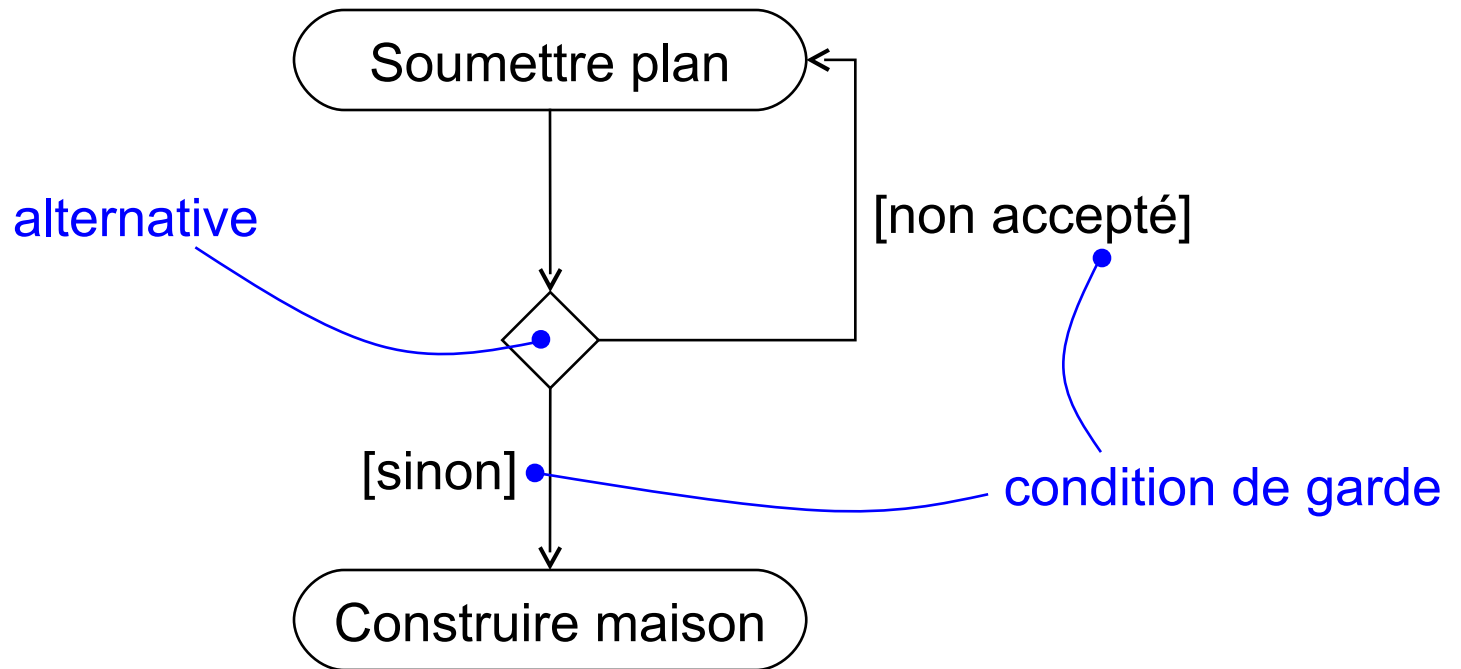 Soumettre plan
alternative
[non accepté]
[sinon]
condition de garde
Construire maison